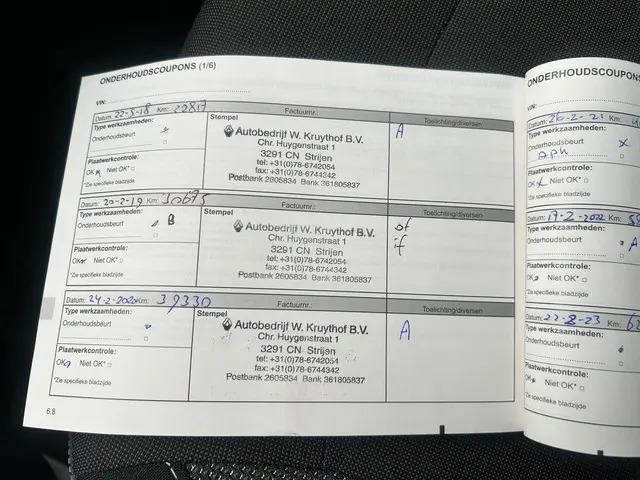 ONDERHOUDSCOUPONS (1/6)
VIN:
Datum: 22-3-18 Km: 22817
Factuurnr.:
Toelichting/diversen
Type werkzaamheden:
Onderhoudsbeurt
Plaatwerkcontrole:
OK Niet OK*
*Zie specifieke bladzijde
Stempel
Autobedrijf W. Kruythof B.V.
Chr. Huygenstraat 1
3291 CN Strijen
tel: +31(0)78-6742054
fax: +31(0)78-6744342
Postbank 2605834 Bank 361805837
A
Datum: 20-2-19 Km: 30675
Factuurnr.:
Toelichting/diversen
Type werkzaamheden:
Onderhoudsbeurt B
Plaatwerkcontrole:
OK Niet OK*
*Zie specifieke bladzijde
Stempel
Autobedrijf W. Kruythof B.V.
Chr. Huygenstraat 1
3291 CN Strijen
tel: +31(0)78-6742054
fax: +31(0)78-6744342
Postbank 2605834 Bank 361805837
of
if
Datum: 24-2-2020 Km: 39330
Factuurnr.:
Toelichting/diversen
Type werkzaamheden:
Onderhoudsbeurt
Plaatwerkcontrole:
OK Niet OK*
*Zie specifieke bladzijde
Stempel
Autobedrijf W. Kruythof B.V.
Chr. Huygenstraat 1
3291 CN Strijen
tel: +31(0)78-6742054
fax: +31(0)78-6744342
Postbank 2605834 Bank 361805837
A
6.8
ONDERHOUDSCOUPONS
VIN:
Datum: 26-2-21 Km:
Type werkzaamheden:
Onderhoudsbeurt x
APK
Plaatwerkcontrole:
OK Niet OK*
*Zie specifieke bladzijde
Datum: 17-2-2022 Km:
Type werkzaamheden:
Onderhoudsbeurt A
Plaatwerkcontrole:
OK Niet OK*
*Zie specifieke bladzijde
Datum: 22-2-23 Km:
Type werkzaamheden:
Onderhoudsbeurt
Plaatwerkcontrole:
OK Niet OK*
*Zie specifieke bladzijde